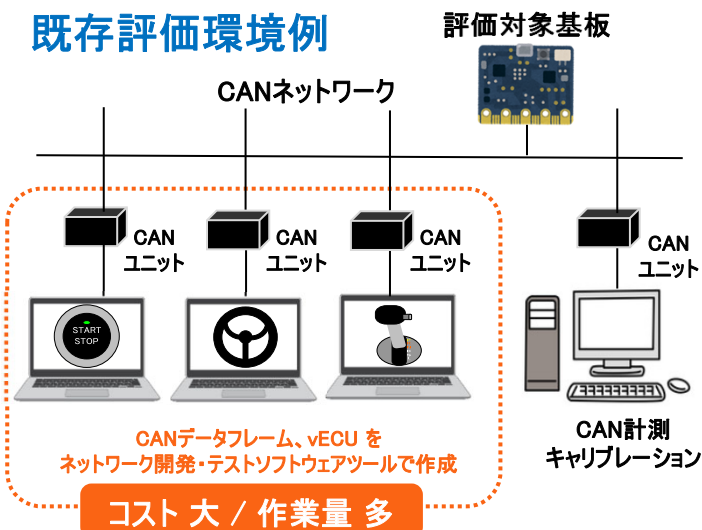 既存評価環境例
評価対象基板
CANネットワーク
CAN
ユニット
CAN
ユニット
CAN
ユニット
CAN
ユニット
START
STOP
CANデータフレーム、vECU を
ネットワーク開発・テストソフトウェアツールで作成
CAN計測
キャリブレーション
コスト 大 / 作業量 多